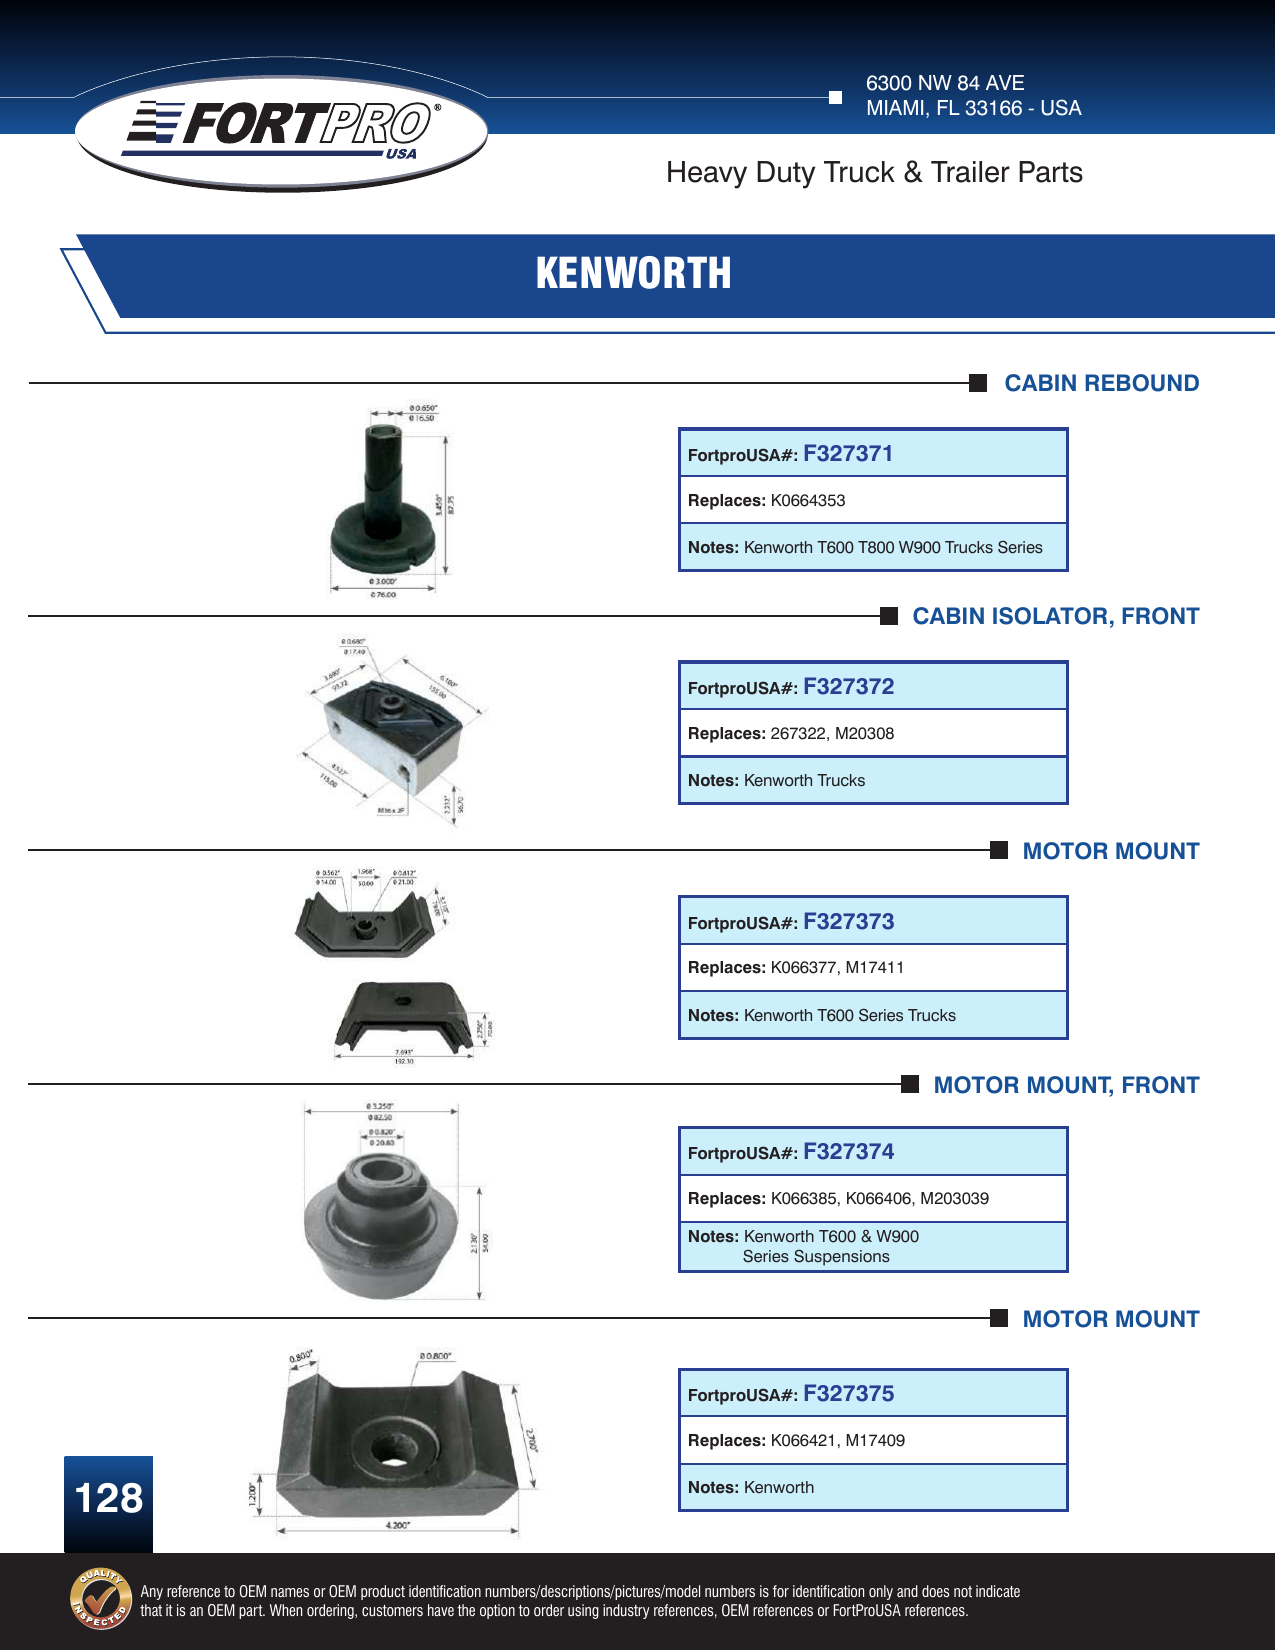 FORTPRO®
USA
6300 NW 84 AVE
MIAMI, FL 33166 - USA
Heavy Duty Truck & Trailer Parts
KENWORTH
CABIN REBOUND
Ø 0.650"
Ø 16.50
3.450"
87.75
Ø 3.000"
Ø 76.00
FortproUSA#: F327371
Replaces: K0664353
Notes: Kenworth T600 T800 W900 Trucks Series
CABIN ISOLATOR, FRONT
Ø 0.680"
Ø 17.40
3.690"
93.72
6.100"
155.00
4.527"
115.00
2.232"
56.70
FortproUSA#: F327372
Replaces: 267322, M20308
Notes: Kenworth Trucks
MOTOR MOUNT
Ø 0.562"
Ø 14.00
1.968"
50.00
Ø 0.812"
Ø 21.00
2.750"
70.00
7.693"
192.30
FortproUSA#: F327373
Replaces: K066377, M17411
Notes: Kenworth T600 Series Trucks
MOTOR MOUNT, FRONT
Ø 3.250"
Ø 82.50
Ø 0.820"
Ø 20.80
2.130"
54.00
FortproUSA#: F327374
Replaces: K066385, K066406, M203039
Notes: Kenworth T600 & W900
Series Suspensions
MOTOR MOUNT
0.800"
Ø 0.800"
2.700"
1.200"
4.200"
FortproUSA#: F327375
Replaces: K066421, M17409
Notes: Kenworth
128
QUALITY
INSPECTED
Any reference to OEM names or OEM product identification numbers/descriptions/pictures/model numbers is for identification only and does not indicate
that it is an OEM part. When ordering, customers have the option to order using industry references, OEM references or FortProUSA references.